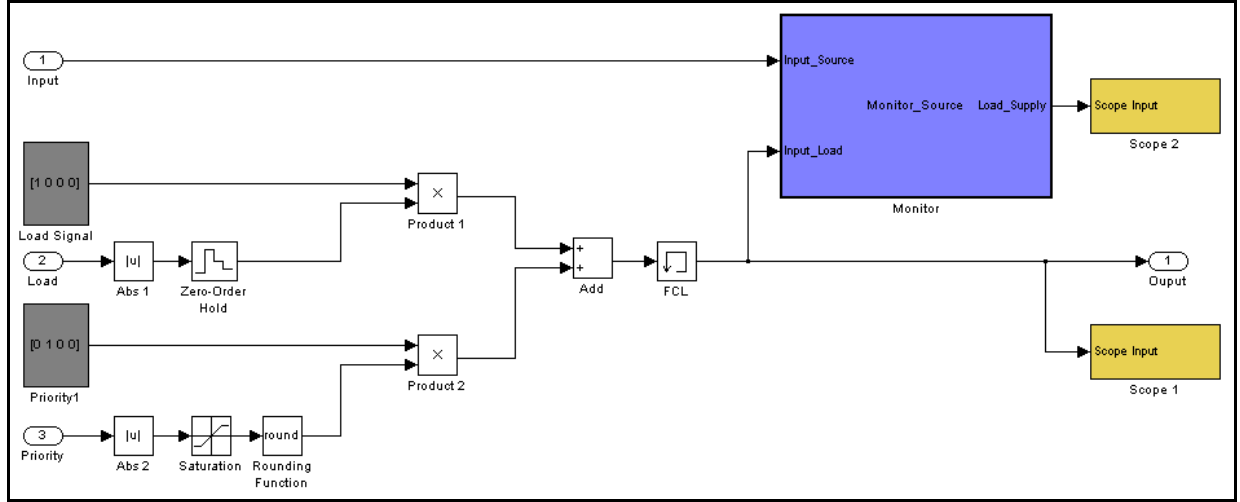 1
Input
Input_Source
Monitor_Source
Load_Supply
Input_Load
Monitor
Scope Input
Scope 2
[1 0 0 0]
Load Signal
×
Product 1
2
Load
|u|
Abs 1
Zero-Order
Hold
+
+
Add
FCL
1
Ouput
[0 1 0 0]
Priority1
×
Product 2
Scope Input
Scope 1
3
Priority
|u|
Abs 2
Saturation
round
Rounding
Function